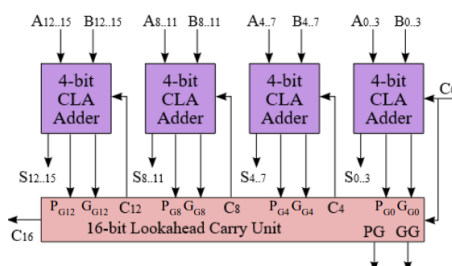 A12..15 B12..15 A8..11 B8..11 A4..7 B4..7 A0..3 B0..3
4-bit CLA Adder 4-bit CLA Adder 4-bit CLA Adder 4-bit CLA Adder
S12..15 S8..11 S4..7 S0..3
PG12 GG12 C12 PG8 GG8 C8 PG4 GG4 C4 PG0 GG0
C16 16-bit Lookahead Carry Unit PG GG